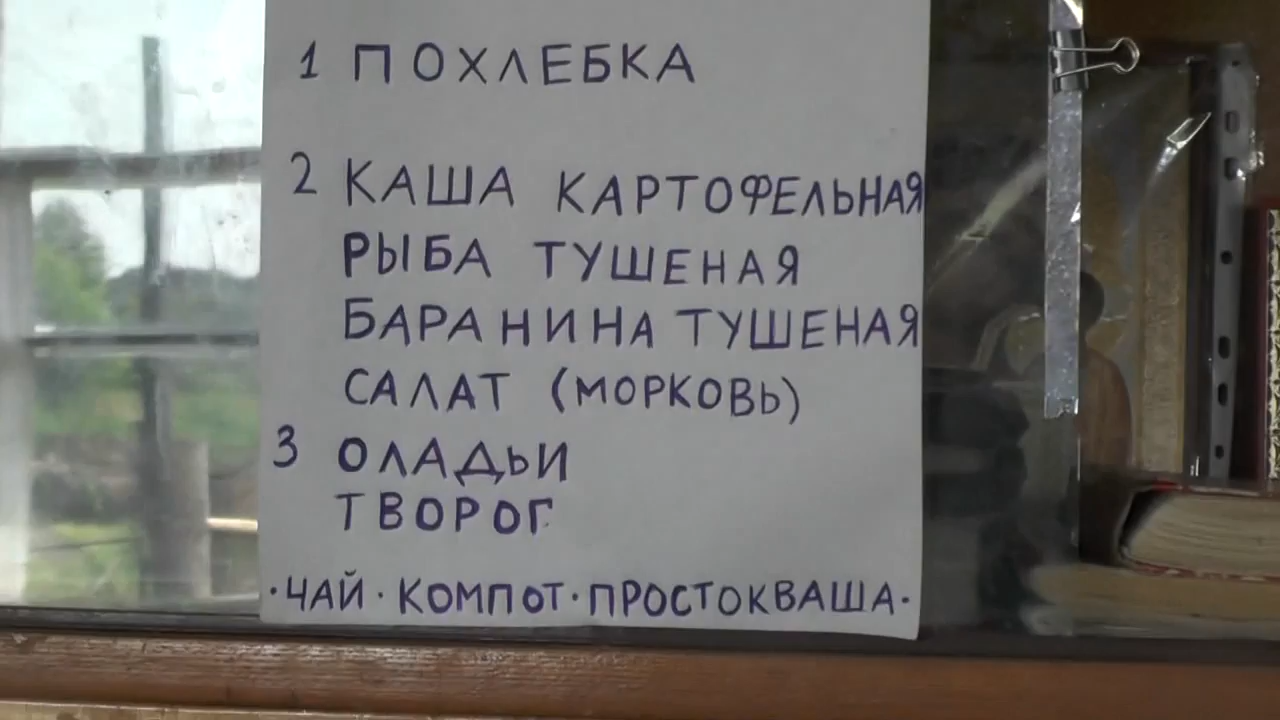 1 ПОХЛЕБКА
2 КАША КАРТОФЕЛЬНАЯ
РЫБА ТУШЕНАЯ
БАРАНИНА ТУШЕНАЯ
САЛАТ (МОРКОВЬ)
3 ОЛАДЬИ
ТВОРОГ
·ЧАЙ·КОМПОТ·ПРОСТОКВАША·